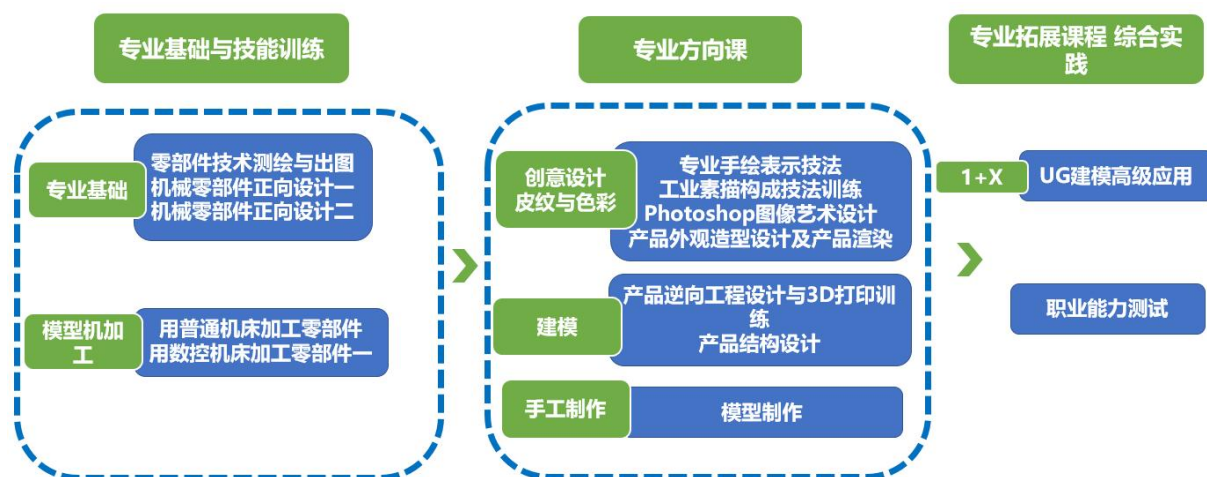 专业基础与技能训练
专业基础
零部件技术测绘与出图
机械零部件正向设计一
机械零部件正向设计二
模型机加
工
用普通机床加工零部件
用数控机床加工零部件一
专业方向课
创意设计
皮纹与色彩
专业手绘表示技法
工业素描构成技法训练
Photoshop图像艺术设计
产品外观造型设计及产品渲染
建模
产品逆向工程设计与3D打印训
练
产品结构设计
手工制作
模型制作
专业拓展课程 综合实
践
1+X
UG建模高级应用
职业能力测试